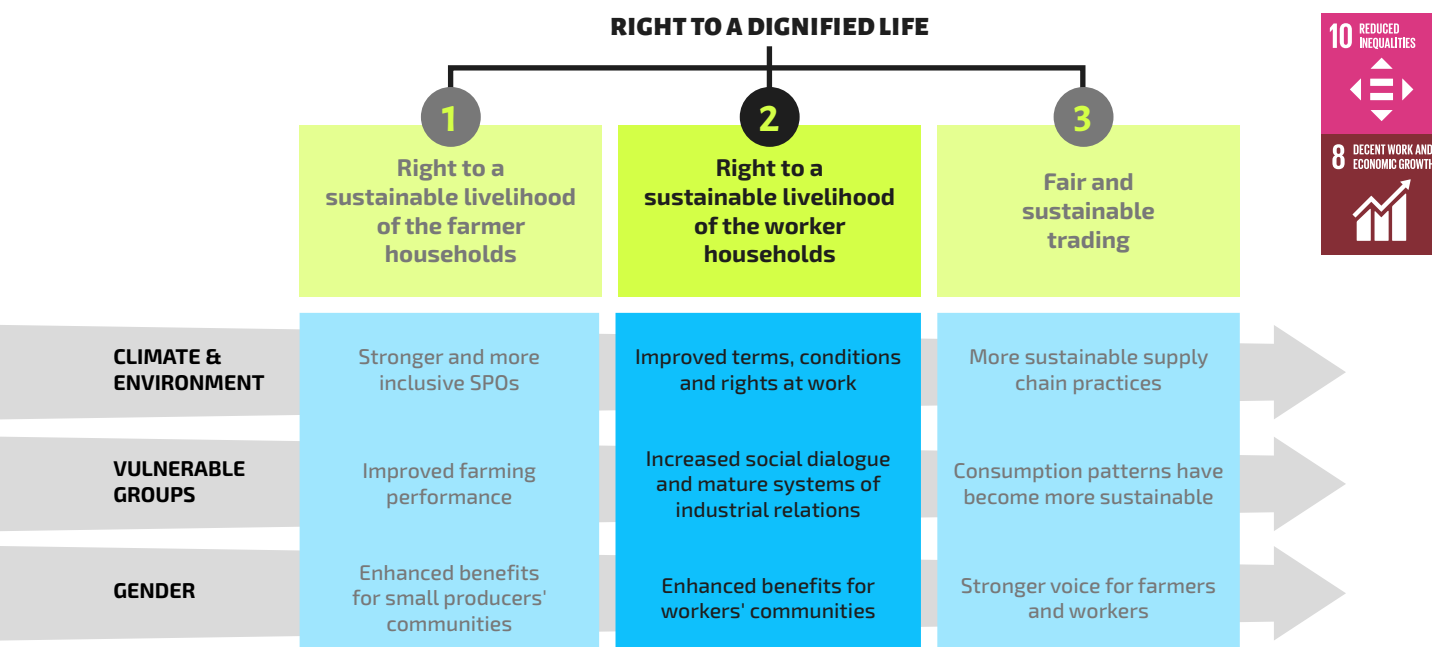 RIGHT TO A DIGNIFIED LIFE
10 REDUCED
INEQUALITIES
8 DECENT WORK AND
ECONOMIC GROWTH
1
Right to a
sustainable livelihood
of the farmer
households
2
Right to a
sustainable livelihood
of the worker
households
3
Fair and
sustainable
trading
CLIMATE &
ENVIRONMENT
Stronger and more
inclusive SPOs
Improved terms, conditions
and rights at work
More sustainable supply
chain practices
VULNERABLE
GROUPS
Improved farming
performance
Increased social dialogue
and mature systems of
industrial relations
Consumption patterns have
become more sustainable
GENDER
Enhanced benefits
for small producers'
communities
Enhanced benefits for
workers' communities
Stronger voice for farmers
and workers